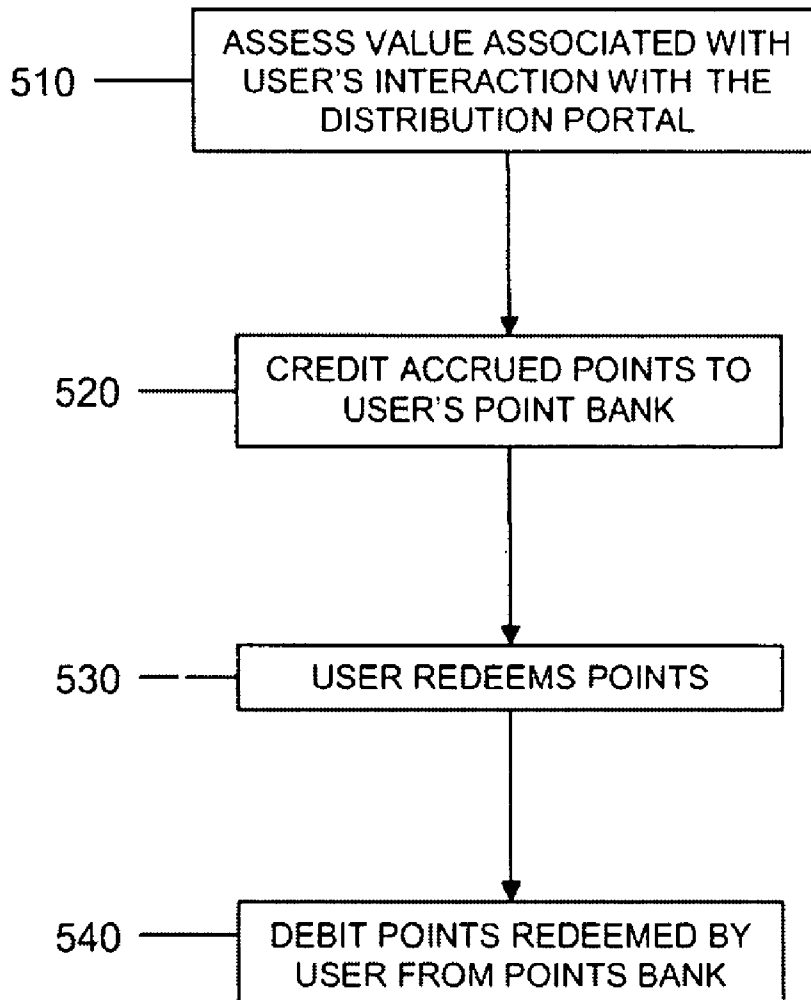 510
ASSESS VALUE ASSOCIATED WITH
USER'S INTERACTION WITH THE
DISTRIBUTION PORTAL
520
CREDIT ACCRUED POINTS TO
USER'S POINT BANK
530
USER REDEEMS POINTS
540
DEBIT POINTS REDEEMED BY
USER FROM POINTS BANK